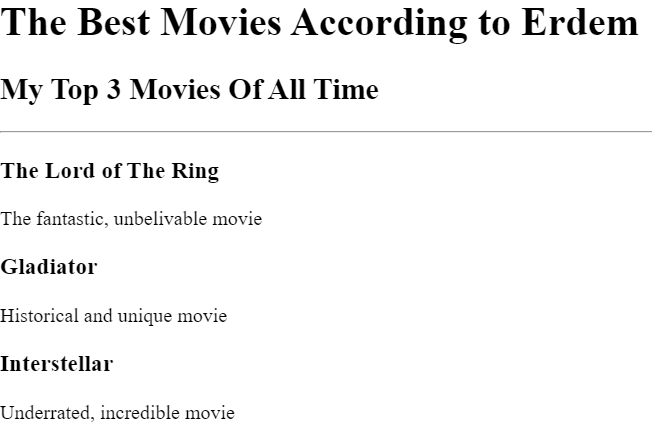 The Best Movies According to Erdem
My Top 3 Movies Of All Time
The Lord of The Ring
The fantastic, unbelivable movie
Gladiator
Historical and unique movie
Interstellar
Underrated, incredible movie